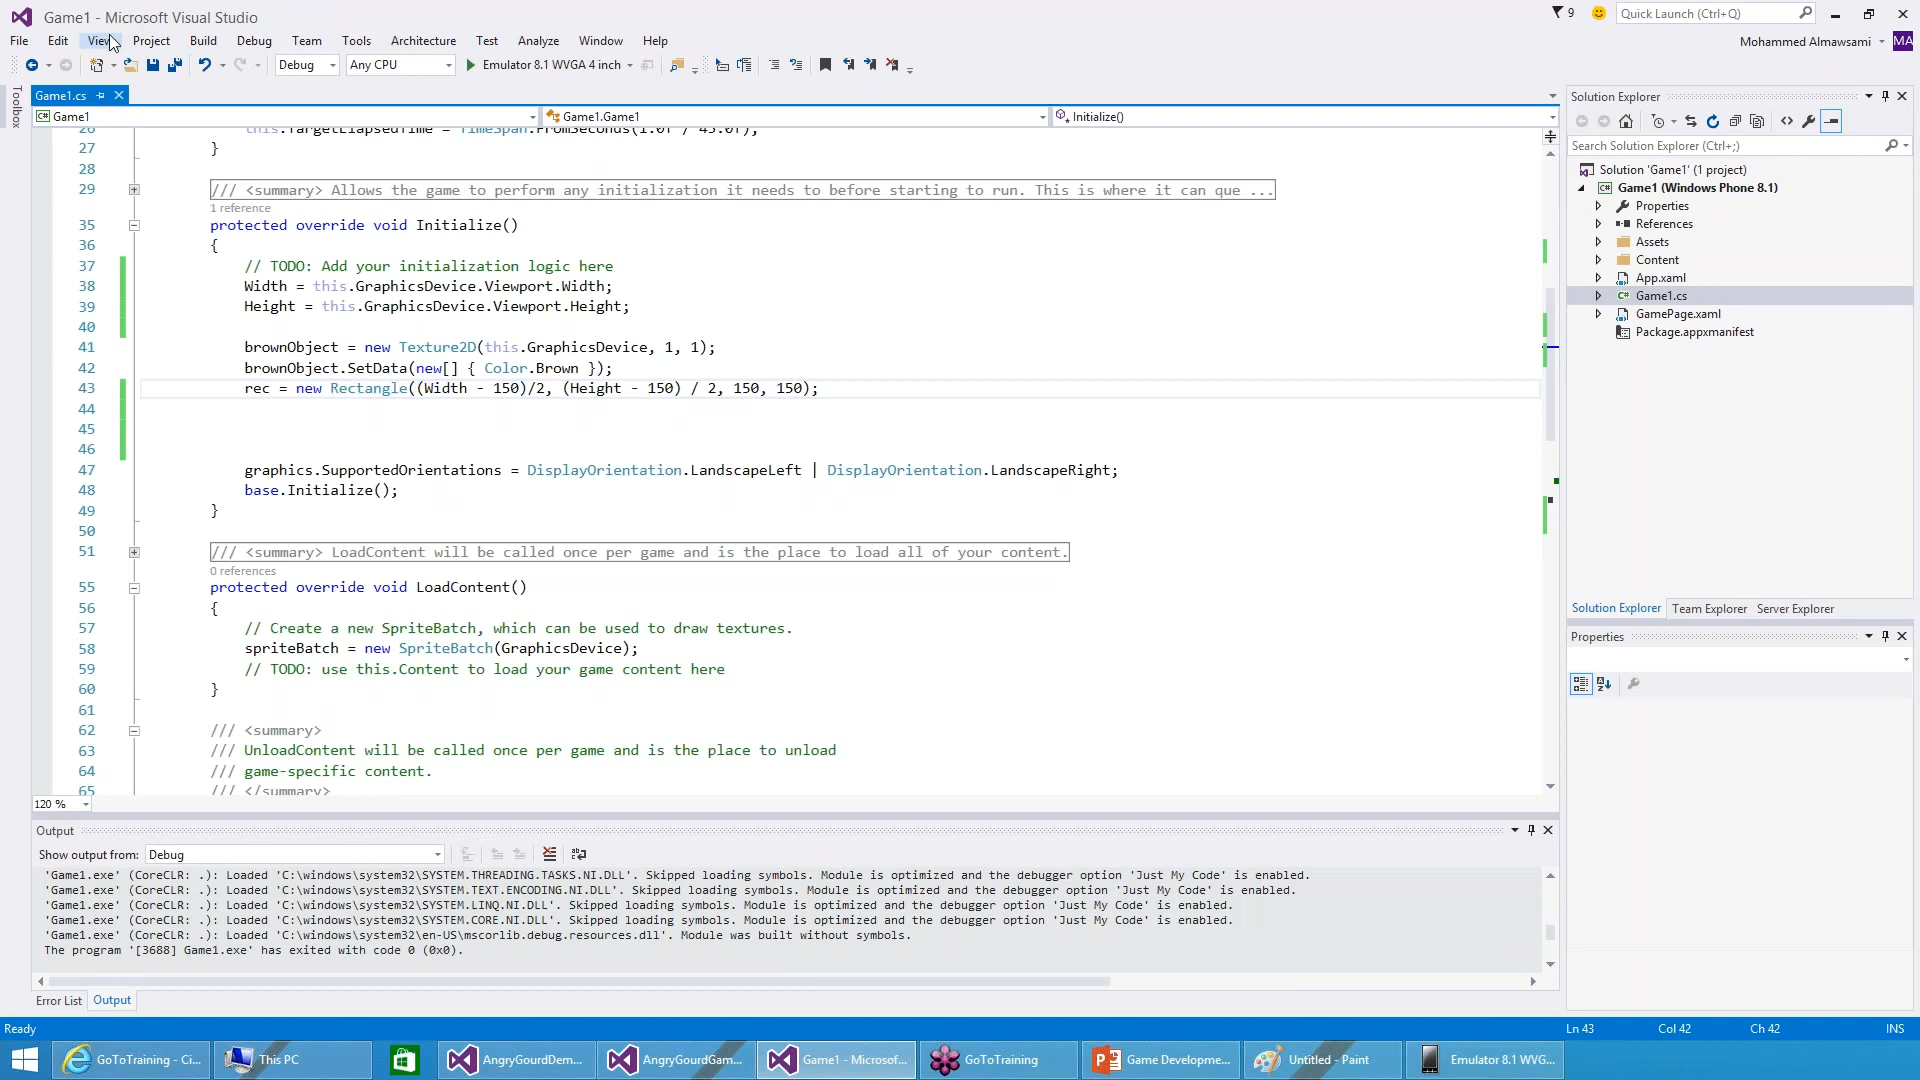 Game1 - Microsoft Visual Studio
9
Quick Launch (Ctrl+Q)
File Edit View Project Build Debug Team Tools Test Architecture Analyze Window Help
Mohammed Almawsami MA
Debug Any CPU Emulator 8.1 WVGA 4 inch
Toolbox
Game1.cs
Game1 Game1.Game1 Initialize()
26 this.TargetElapsedTime = TimeSpan.FromSeconds(1.0f / 45.0f);
27 }
28
29 /// <summary> Allows the game to perform any initialization it needs to before starting to run. This is where it can que ...
1 reference
35 protected override void Initialize()
36 {
37 // TODO: Add your initialization logic here
38 Width = this.GraphicsDevice.Viewport.Width;
39 Height = this.GraphicsDevice.Viewport.Height;
40
41 brownObject = new Texture2D(this.GraphicsDevice, 1, 1);
42 brownObject.SetData(new[] { Color.Brown });
43 rec = new Rectangle((Width - 150)/2, (Height - 150) / 2, 150, 150);
44
45
46
47 graphics.SupportedOrientations = DisplayOrientation.LandscapeLeft | DisplayOrientation.LandscapeRight;
48 base.Initialize();
49 }
50
51 /// <summary> LoadContent will be called once per game and is the place to load all of your content.
0 references
55 protected override void LoadContent()
56 {
57 // Create a new SpriteBatch, which can be used to draw textures.
58 spriteBatch = new SpriteBatch(GraphicsDevice);
59 // TODO: use this.Content to load your game content here
60 }
61
62 /// <summary>
63 /// UnloadContent will be called once per game and is the place to unload
64 /// game-specific content.
65 /// </summary>
120 %
Solution Explorer
Search Solution Explorer (Ctrl+;)
Solution 'Game1' (1 project)
Game1 (Windows Phone 8.1)
Properties
References
Assets
Content
App.xaml
Game1.cs
GamePage.xaml
Package.appxmanifest
Solution Explorer Team Explorer Server Explorer
Properties
Output
Show output from: Debug
'Game1.exe' (CoreCLR: .): Loaded 'C:\windows\system32\SYSTEM.THREADING.TASKS.NI.DLL'. Skipped loading symbols. Module is optimized and the debugger option 'Just My Code' is enabled.
'Game1.exe' (CoreCLR: .): Loaded 'C:\windows\system32\SYSTEM.TEXT.ENCODING.NI.DLL'. Skipped loading symbols. Module is optimized and the debugger option 'Just My Code' is enabled.
'Game1.exe' (CoreCLR: .): Loaded 'C:\windows\system32\SYSTEM.LINQ.NI.DLL'. Skipped loading symbols. Module is optimized and the debugger option 'Just My Code' is enabled.
'Game1.exe' (CoreCLR: .): Loaded 'C:\windows\system32\SYSTEM.CORE.NI.DLL'. Skipped loading symbols. Module is optimized and the debugger option 'Just My Code' is enabled.
'Game1.exe' (CoreCLR: .): Loaded 'C:\windows\system32\en-US\mscorlib.debug.resources.dll'. Module was built without symbols.
The program '[3688] Game1.exe' has exited with code 0 (0x0).
Error List Output
Ready Ln 43 Col 42 Ch 42 INS
GoToTraining - Ci... This PC AngryGourdDem... AngryGourdGam... Game1 - Microsof... GoToTraining Game Developme... Untitled - Paint Emulator 8.1 WVG...